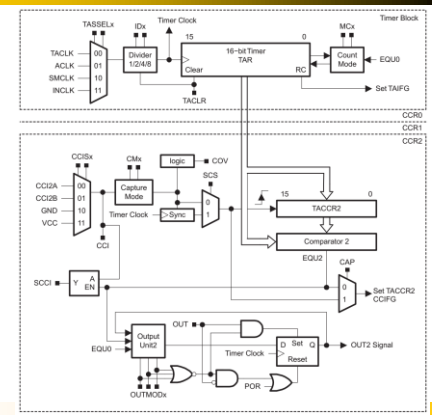 Timer Block
TASSELx
IDx
Timer Clock
15
0
MCx
TACLK
ACLK
SMCLK
INCLK
00
01
10
11
Divider
1/2/4/8
16-bit Timer
TAR
Clear
RC
Count
Mode
EQU0
TACLR
Set TAIFG
CCR0
CCR1
CCR2
CCISx
CMx
logic
COV
SCS
CCI2A
CCI2B
GND
VCC
00
01
10
11
Capture
Mode
Timer Clock
Sync
0
1
15
0
TACCR2
CCI
Comparator 2
EQU2
CAP
SCCI
Y
A
EN
0
1
Set TACCR2
CCIFG
OUT
Output
Unit2
EQU0
Timer Clock
D
Set
Q
Reset
OUT2 Signal
POR
OUTMODx